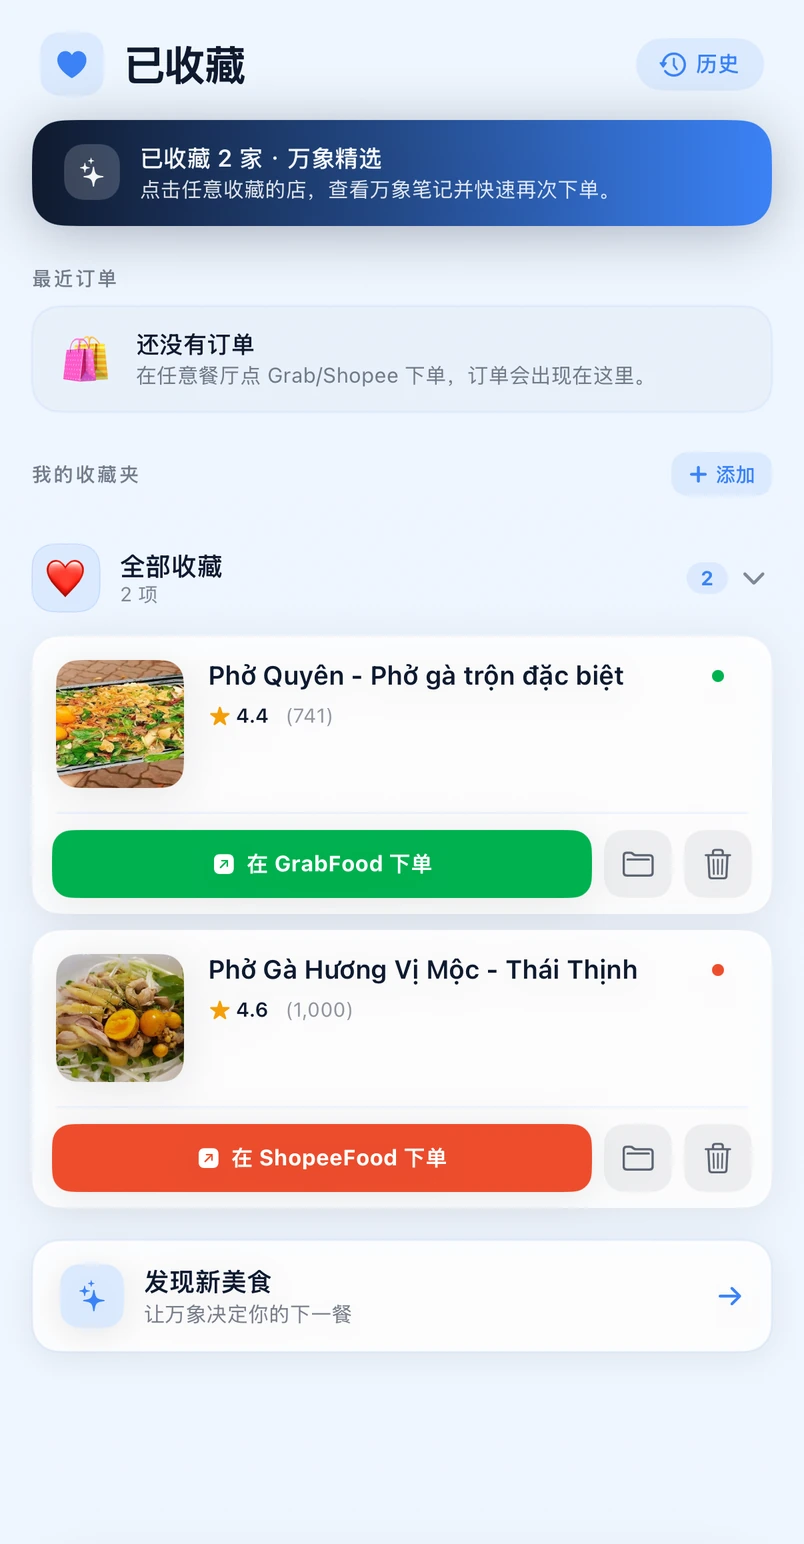 已收藏
历史
已收藏 2 家 · 万象精选
点击任意收藏的店，查看万象笔记并快速再次下单。
最近订单
还没有订单
在任意餐厅点 Grab/Shopee 下单，订单会出现在这里。
我的收藏夹
+ 添加
全部收藏
2 项
2
Phở Quyên - Phở gà trộn đặc biệt
4.4 (741)
在 GrabFood 下单
Phở Gà Hương Vị Mộc - Thái Thịnh
4.6 (1,000)
在 ShopeeFood 下单
发现新美食
让万象决定你的下一餐